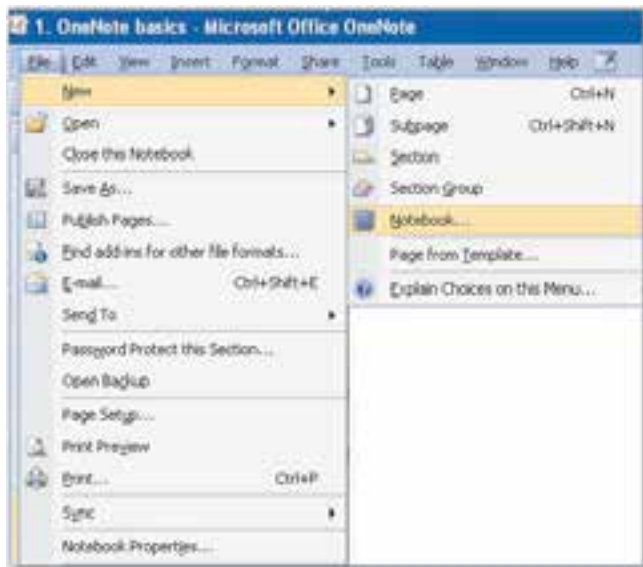 1. OneNote basics - Microsoft Office OneNote
File Edit View Insert Format Share Tools Table Window Help
New
Open
Close this Notebook
Save As...
Publish Pages...
Find add-ins for other file formats...
E-mail... Ctrl+Shift+E
Send To
Password Protect this Section...
Open Backup
Page Setup...
Print Preview
Print... Ctrl+P
Sync
Notebook Properties...
Page Ctrl+N
Subpage Ctrl+Shift+N
Section
Section Group
Notebook...
Page from Template...
Explain Choices on this Menu...